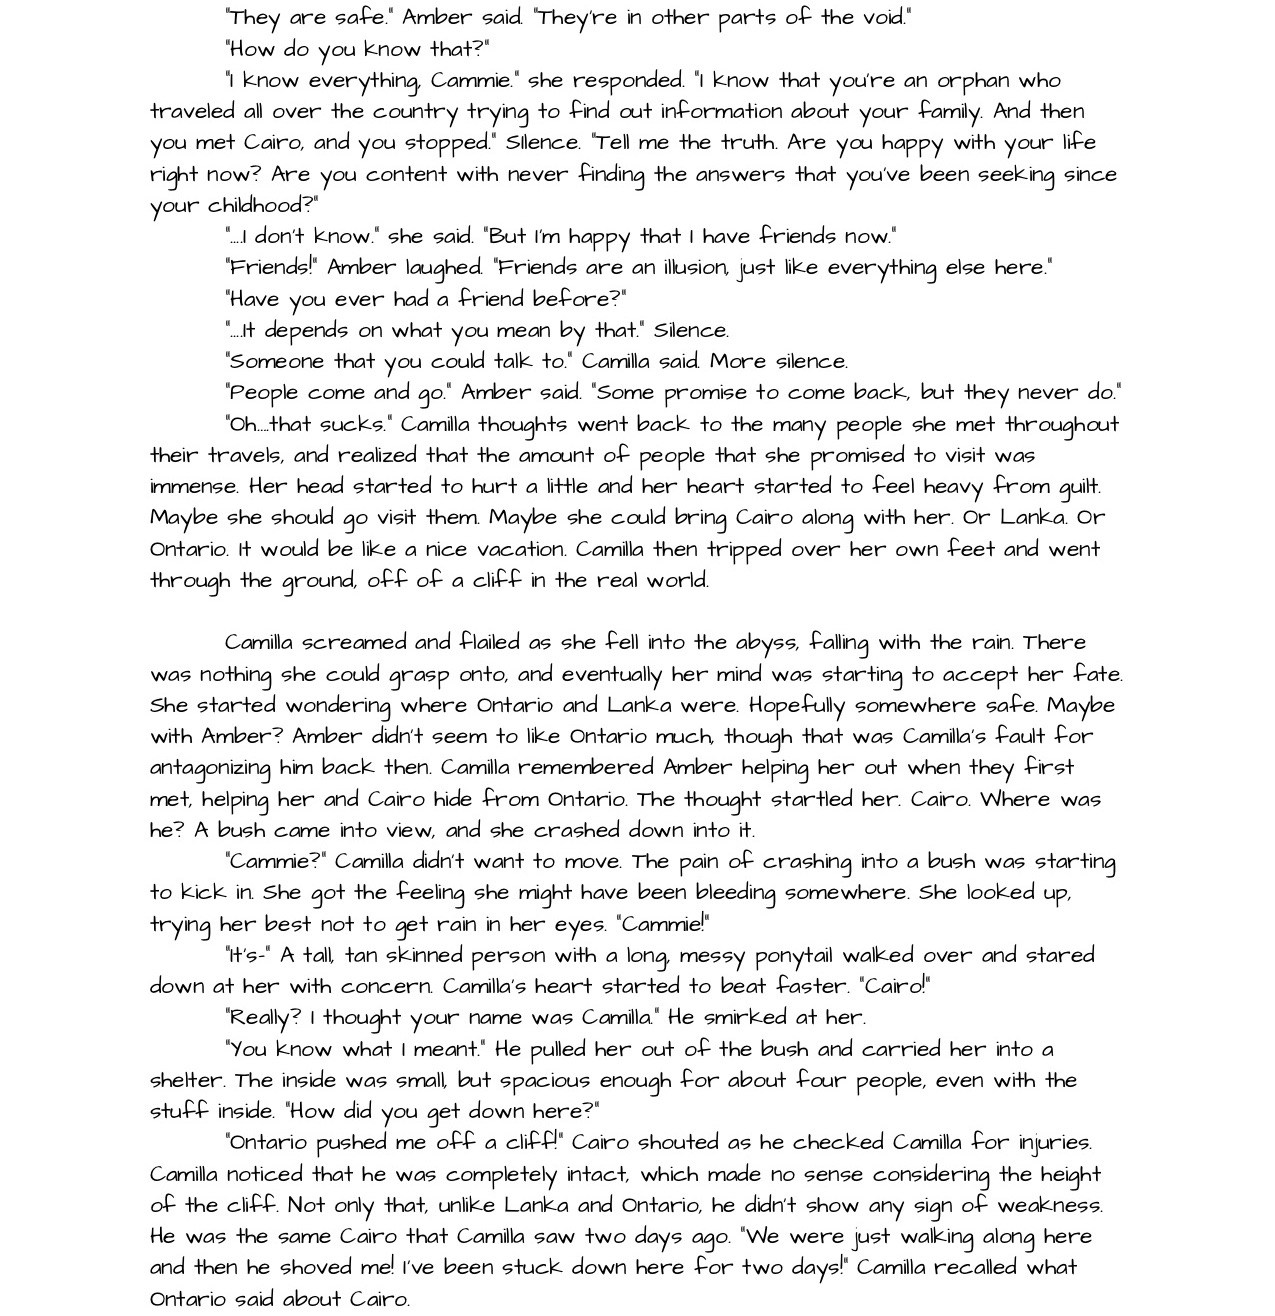 "They are safe." Amber said. "They're in other parts of the void."
"How do you know that?"
"I know everything, Cammie." she responded. "I know that you're an orphan who
traveled all over the country trying to find out information about your family. And then
you met Cairo, and you stopped." Silence. "Tell me the truth. Are you happy with your life
right now? Are you content with never finding the answers that you've been seeking since
your childhood?"
"...I don't know." she said. "But I'm happy that I have friends now."
"Friends!" Amber laughed. "Friends are an illusion, just like everything else here."
"Have you ever had a friend before?"
"...It depends on what you mean by that." Silence.
"Someone that you could talk to." Camilla said. More silence.
"People come and go." Amber said. "Some promise to come back, but they never do."
"Oh...that sucks." Camilla thoughts went back to the many people she met throughout
their travels, and realized that the amount of people that she promised to visit was
immense. Her head started to hurt a little and her heart started to feel heavy from guilt.
Maybe she should go visit them. Maybe she could bring Cairo along with her. Or Lanka. Or
Ontario. It would be like a nice vacation. Camilla then tripped over her own feet and went
through the ground, off of a cliff in the real world.
Camilla screamed and flailed as she fell into the abyss, falling with the rain. There
was nothing she could grasp onto, and eventually her mind was starting to accept her fate.
She started wondering where Ontario and Lanka were. Hopefully somewhere safe. Maybe
with Amber? Amber didn't seem to like Ontario much, though that was Camilla's fault for
antagonizing him back then. Camilla remembered Amber helping her out when they first
met, helping her and Cairo hide from Ontario. The thought startled her. Cairo. Where was
he? A bush came into view, and she crashed down into it.
"Cammie?" Camilla didn't want to move. The pain of crashing into a bush was starting
to kick in. She got the feeling she might have been bleeding somewhere. She looked up,
trying her best not to get rain in her eyes. "Cammie!"
"It's-" A tall, tan skinned person with a long, messy ponytail walked over and stared
down at her with concern. Camilla's heart started to beat faster. "Cairo!"
"Really? I thought your name was Camilla." He smirked at her.
"You know what I meant." He pulled her out of the bush and carried her into a
shelter. The inside was small, but spacious enough for about four people, even with the
stuff inside. "How did you get down here?"
"Ontario pushed me off a cliff!" Cairo shouted as he checked Camilla for injuries.
Camilla noticed that he was completely intact, which made no sense considering the height
of the cliff. Not only that, unlike Lanka and Ontario, he didn't show any sign of weakness.
He was the same Cairo that Camilla saw two days ago. "We were just walking along here
and then he shoved me! I've been stuck down here for two days!" Camilla recalled what
Ontario said about Cairo.